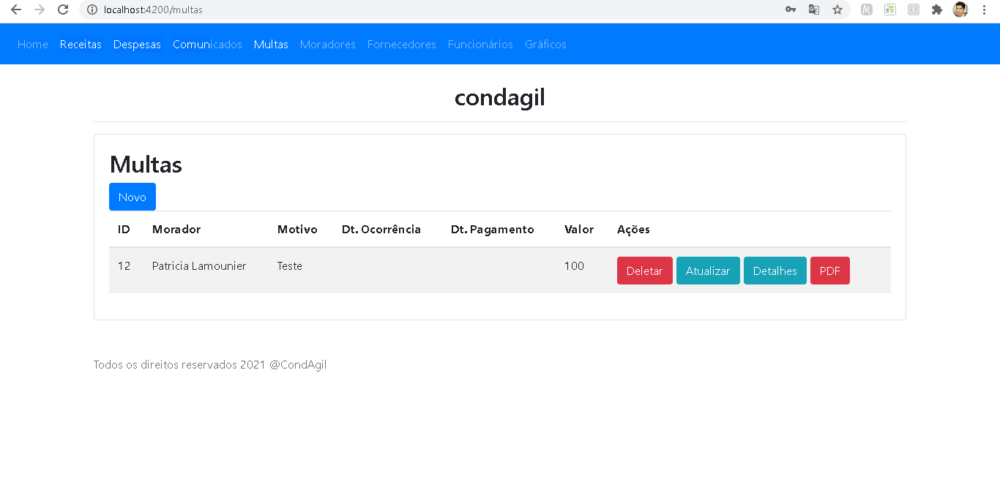 localhost:4200/multas
Home Receitas Despesas Comunicados Multas Moradores Fornecedores Funcionários Gráficos
condagil
Multas
Novo
ID Morador Motivo Dt. Ocorrência Dt. Pagamento Valor Ações
12 Patricia Lamounier Teste 100 Deletar Atualizar Detalhes PDF
Todos os direitos reservados 2021 @CondAgil